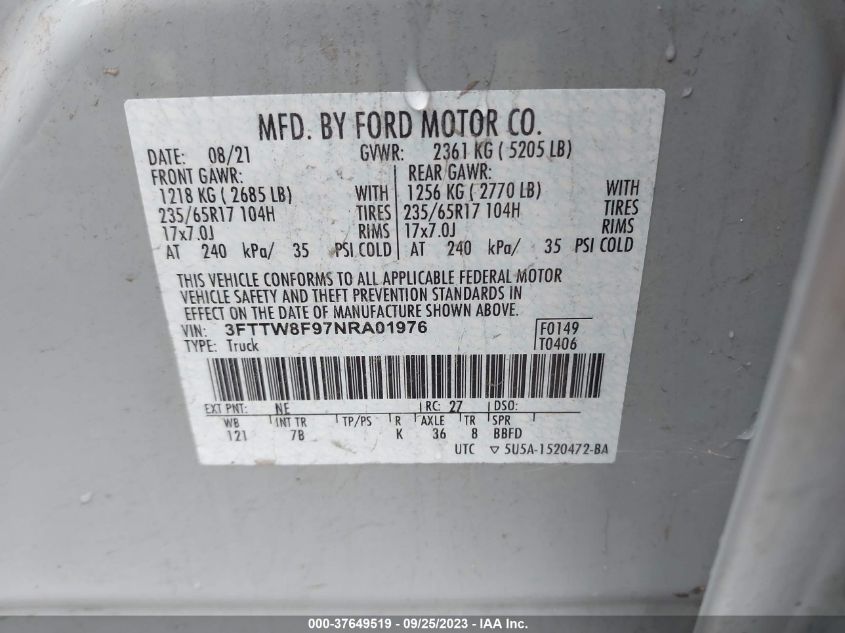 MFD. BY FORD MOTOR CO.
DATE: 08/21 GVWR: 2361 KG ( 5205 LB)
FRONT GAWR: REAR GAWR:
1218 KG ( 2685 LB) WITH 1256 KG ( 2770 LB) WITH
235/65R17 104H TIRES 235/65R17 104H TIRES
17x7.0J RIMS 17x7.0J RIMS
AT 240 kPa/ 35 PSI COLD AT 240 kPa/ 35 PSI COLD
THIS VEHICLE CONFORMS TO ALL APPLICABLE FEDERAL MOTOR
VEHICLE SAFETY AND THEFT PREVENTION STANDARDS IN
EFFECT ON THE DATE OF MANUFACTURE SHOWN ABOVE.
VIN: 3FTTW8F97NRA01976 F0149
TYPE: Truck T0406
EXT PNT: NE RC: 27 DSO:
WB INT TR TP/PS R AXLE TR SPR
121 7B K 36 8 BBFD
UTC ▽ 5U5A-1520472-BA
000-37649519 - 09/25/2023 - IAA Inc.